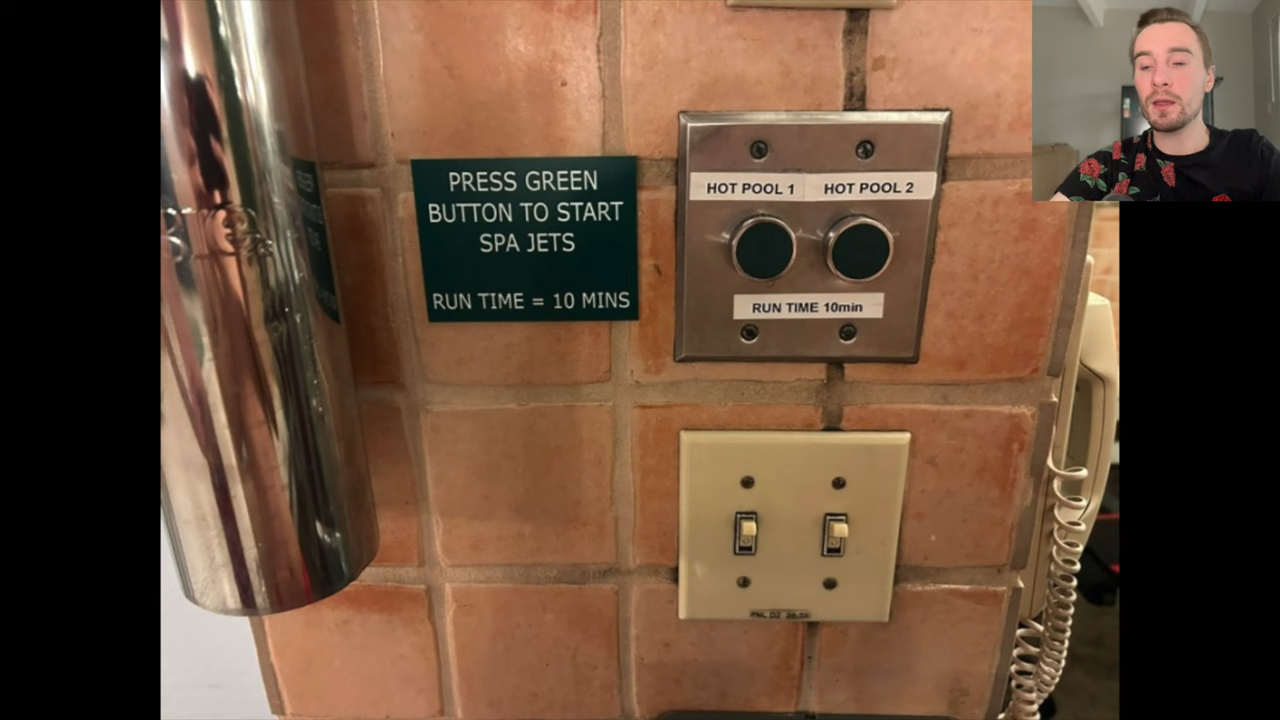 PRESS GREEN
BUTTON TO START
SPA JETS
RUN TIME = 10 MINS
HOT POOL 1
HOT POOL 2
RUN TIME 10min